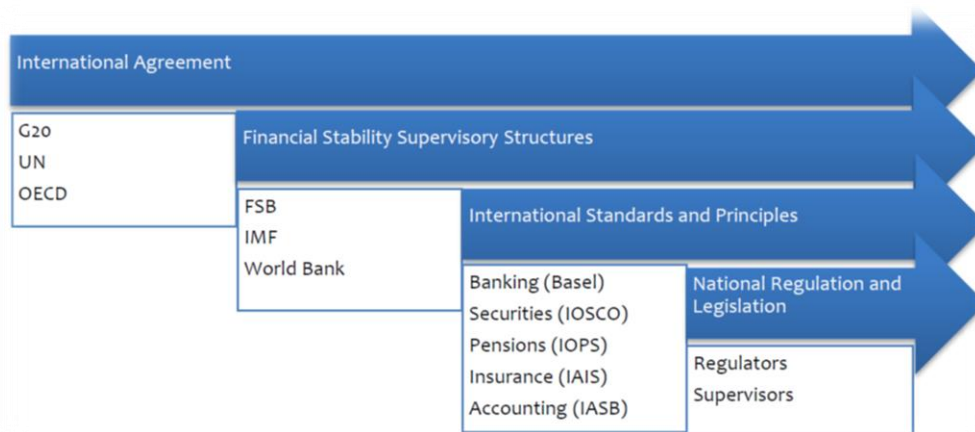 International Agreement
G20
UN
OECD
Financial Stability Supervisory Structures
FSB
IMF
World Bank
International Standards and Principles
Banking (Basel)
Securities (IOSCO)
Pensions (IOPS)
Insurance (IAIS)
Accounting (IASB)
National Regulation and
Legislation
Regulators
Supervisors